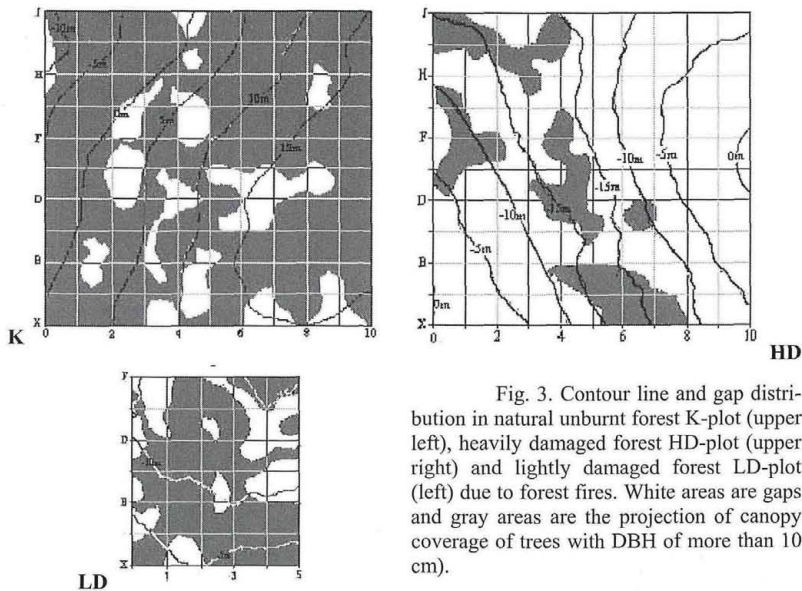 J
H
F
D
B
X
-10m
-5m
0m
5m
10m
15m
0 2 4 6 8 10
K
J
H
F
D
B
X
-10m
-5m
0m
-15m
-15m
-10m
-5m
0m
0 2 4 6 8 10
HD
F
D
B
X
-10m
1 3 5
LD
Fig. 3. Contour line and gap distri-
bution in natural unburnt forest K-plot (upper
left), heavily damaged forest HD-plot (upper
right) and lightly damaged forest LD-plot
(left) due to forest fires. White areas are gaps
and gray areas are the projection of canopy
coverage of trees with DBH of more than 10
cm).